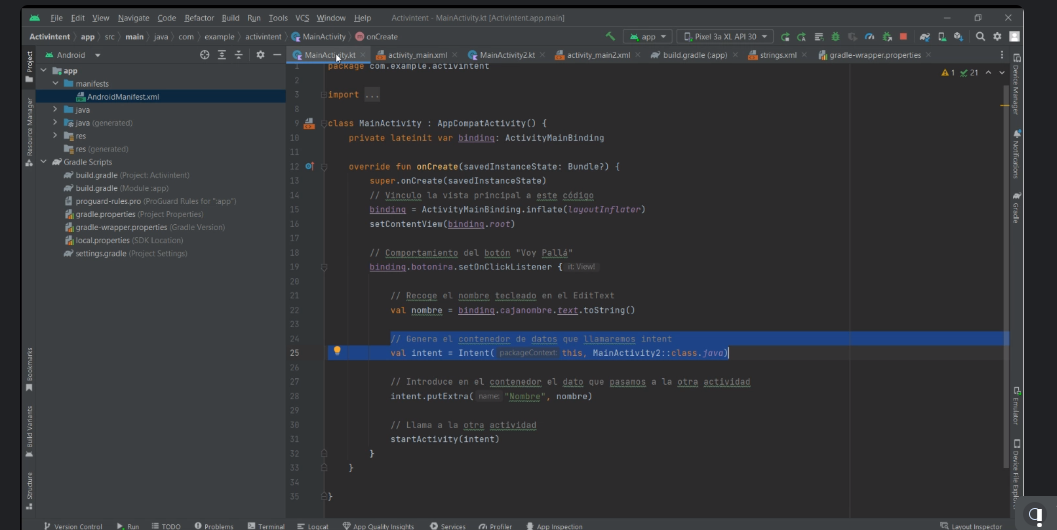 File Edit View Navigate Code Refactor Build Run Tools VCS Window Help ActivIntent - MainActivity.kt [ActivIntent.app.main]
ActivIntent app src main java com example activintent MainActivity onCreate app Pixel 3a XL API 30
Android MainActivity.kt activity_main.xml MainActivity2.kt activity_main2.xml build.gradle (:app) strings.xml gradle-wrapper.properties
Project
Resource Manager
Bookmarks
Build Variants
Structure
app
manifests
AndroidManifest.xml
java
java (generated)
res
res (generated)
Gradle Scripts
build.gradle (Project: ActivIntent)
build.gradle (Module :app)
proguard-rules.pro (ProGuard Rules for ":app")
gradle.properties (Project Properties)
gradle-wrapper.properties (Gradle Version)
local.properties (SDK Location)
settings.gradle (Project Settings)
1 package com.example.activintent
1 21
2
3 import ...
8
9 class MainActivity : AppCompatActivity() {
10 private lateinit var binding: ActivityMainBinding
11
12 override fun onCreate(savedInstanceState: Bundle?) {
13 super.onCreate(savedInstanceState)
14 // Vinculo la vista principal a este código
15 binding = ActivityMainBinding.inflate(layoutInflater)
16 setContentView(binding.root)
17
18 // Comportamiento del botón "Voy Pallá"
19 binding.botonira.setOnClickListener { it: View!
20
21 // Recoge el nombre tecleado en el EditText
22 val nombre = binding.cajanombre.text.toString()
23
24 // Genera el contenedor de datos que llamaremos intent
25 val intent = Intent( packageContext: this, MainActivity2::class.java)
26
27 // Introduce en el contenedor el dato que pasamos a la otra actividad
28 intent.putExtra( name: "Nombre", nombre)
29
30 // Llama a la otra actividad
31 startActivity(intent)
32 }
33 }
34
35 }
Device Manager
Notifications
Gradle
Emulator
Device File Explorer
Version Control Run TODO Problems Terminal Logcat App Quality Insights Services Profiler App Inspection Layout Inspector